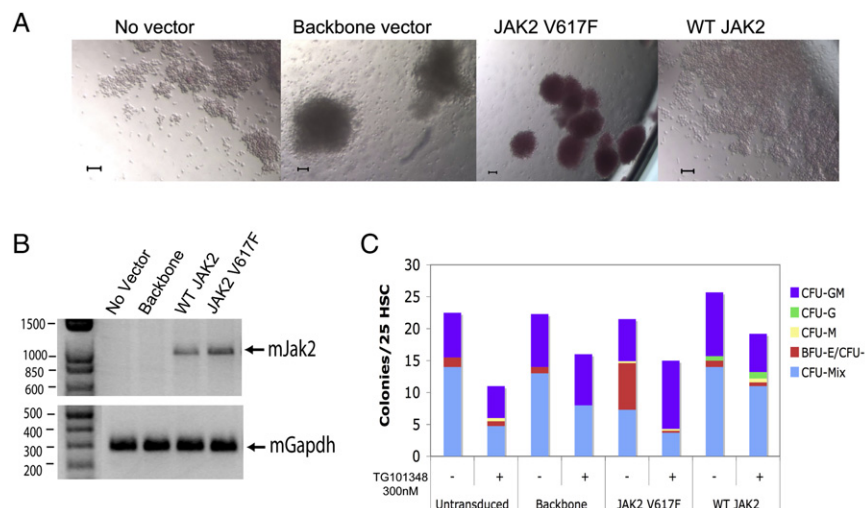 A
No vector
Backbone vector
JAK2 V617F
WT JAK2
B
No Vector
Backbone
WT JAK2
JAK2 V617F
1500
1000
850
600
mJak2
500
400
300
200
mGapdh
C
Colonies/25 HSC
30
25
20
15
10
5
0
CFU-GM
CFU-G
CFU-M
BFU-E/CFU-
CFU-Mix
TG101348
300nM
- + - + - + - +
Untransduced Backbone JAK2 V617F WT JAK2